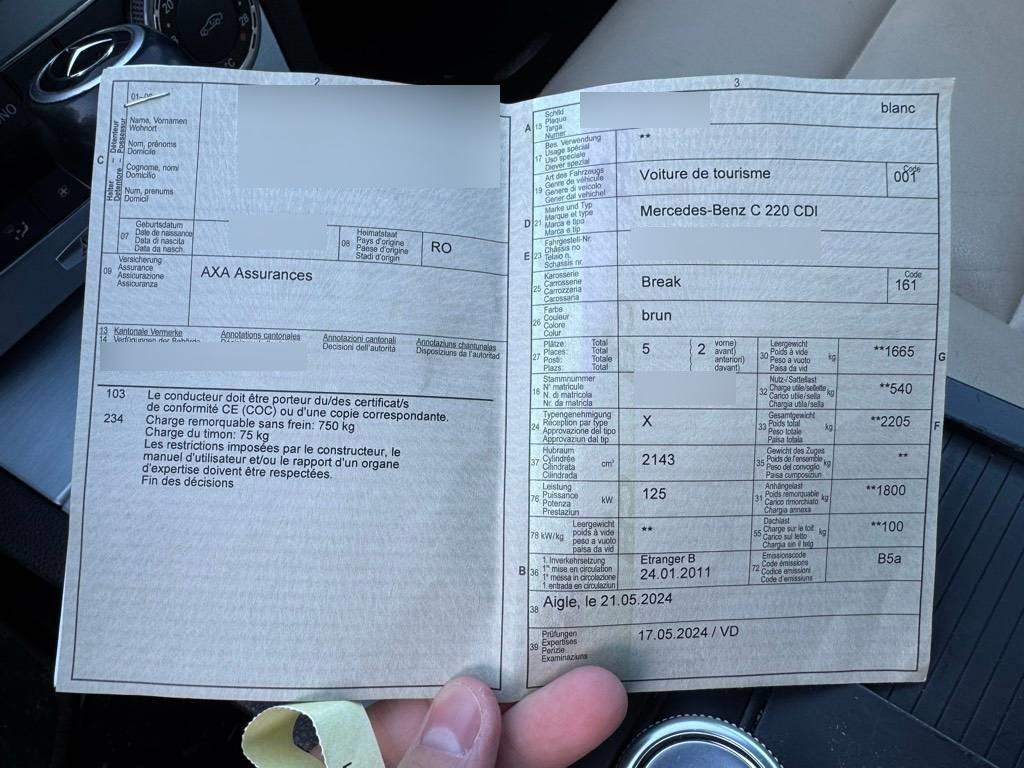 2
01-06
Name, Vornamen
Wohnort
Nom, prénoms
Domicile
Cognome, nomi
Domicilio
Num, prenums
Domicil
C
Halter – Détenteur
Detentore – Possessur
07
Geburtsdatum
Date de naissance
Data di nascita
Data da nasch.
08
Heimatstaat
Pays d'origine
Paese d'origine
Stadi d'origin
RO
09
Versicherung
Assurance
Assicurazione
Assicuranza
AXA Assurances
13 Kantonale Vermerke Annotations cantonales Annotazioni cantonali Annotaziuns chantunalas
14 Verfügungen der Behörde Decisioni dell'autorità Disposiziuns da l'autoritad
103 Le conducteur doit être porteur du/des certificat/s
de conformité CE (COC) ou d'une copie correspondante.
234 Charge remorquable sans frein: 750 kg
Charge du timon: 75 kg
Les restrictions imposées par le constructeur, le
manuel d'utilisateur et/ou le rapport d'un organe
d'expertise doivent être respectées.
Fin des décisions
3
A 15
Schild
Plaque
Targa
Numer
blanc
17
Bes. Verwendung
Usage spécial
Uso speciale
Diever spezial
**
19
Art des Fahrzeugs
Genre de véhicule
Genere di veicolo
Gener dal vehichel
Voiture de tourisme
Code
001
D 21
Marke und Typ
Marque et type
Marca e tipo
Marca e tip
Mercedes-Benz C 220 CDI
E 23
Fahrgestell-Nr.
Châssis no
Telaio n.
Schassis nr.
25
Karosserie
Carrosserie
Carrozzeria
Carossaria
Break
Code
161
26
Farbe
Couleur
Colore
Colur
brun
27
Plätze: Total
Places: Total
Posti: Totale
Plazs: Total
5
2
vorne)
avant)
anteriori)
davant)
30
Leergewicht
Poids à vide
Peso a vuoto
Paisa da vid
kg
**1665
G
18
Stammnummer
N° matricule
N. di matricola
Nr. da matricla
32
Nutz-/Sattellast
Charge utile/sellette
Carico utile/sella
Chargia utila/sella
kg
**540
24
Typengenehmigung
Réception par type
Approvazione del tipo
Approvaziun dal tip
X
33
Gesamtgewicht
Poids total
Peso totale
Paisa totala
kg
**2205
F
37
Hubraum
Cylindrée
Cilindrata
Cilindrada
cm³
2143
35
Gewicht des Zuges
Poids de l'ensemble
Peso del convoglio
Paisa cumposiziun
kg
**
76
Leistung
Puissance
Potenza
Prestaziun
kW
125
31
Anhängelast
Poids remorquable
Carico rimorchiato
Chargia annexa
kg
**1800
78 kW/kg
Leergewicht
poids à vide
peso a vuoto
paisa da vid
**
55
Dachlast
Charge sur le toit
Carico sul tetto
Chargia sin il tetg
kg
**100
B 36
1. Inverkehrsetzung
1re mise en circulation
1a messa in circolazione
1. entrada en circulaziun
Etranger B
24.01.2011
72
Emissionscode
Code émissions
Codice emissioni
Code d'emissiuns
B5a
38
Aigle, le 21.05.2024
39
Prüfungen
Expertises
Perizie
Examinaziuns
17.05.2024 / VD